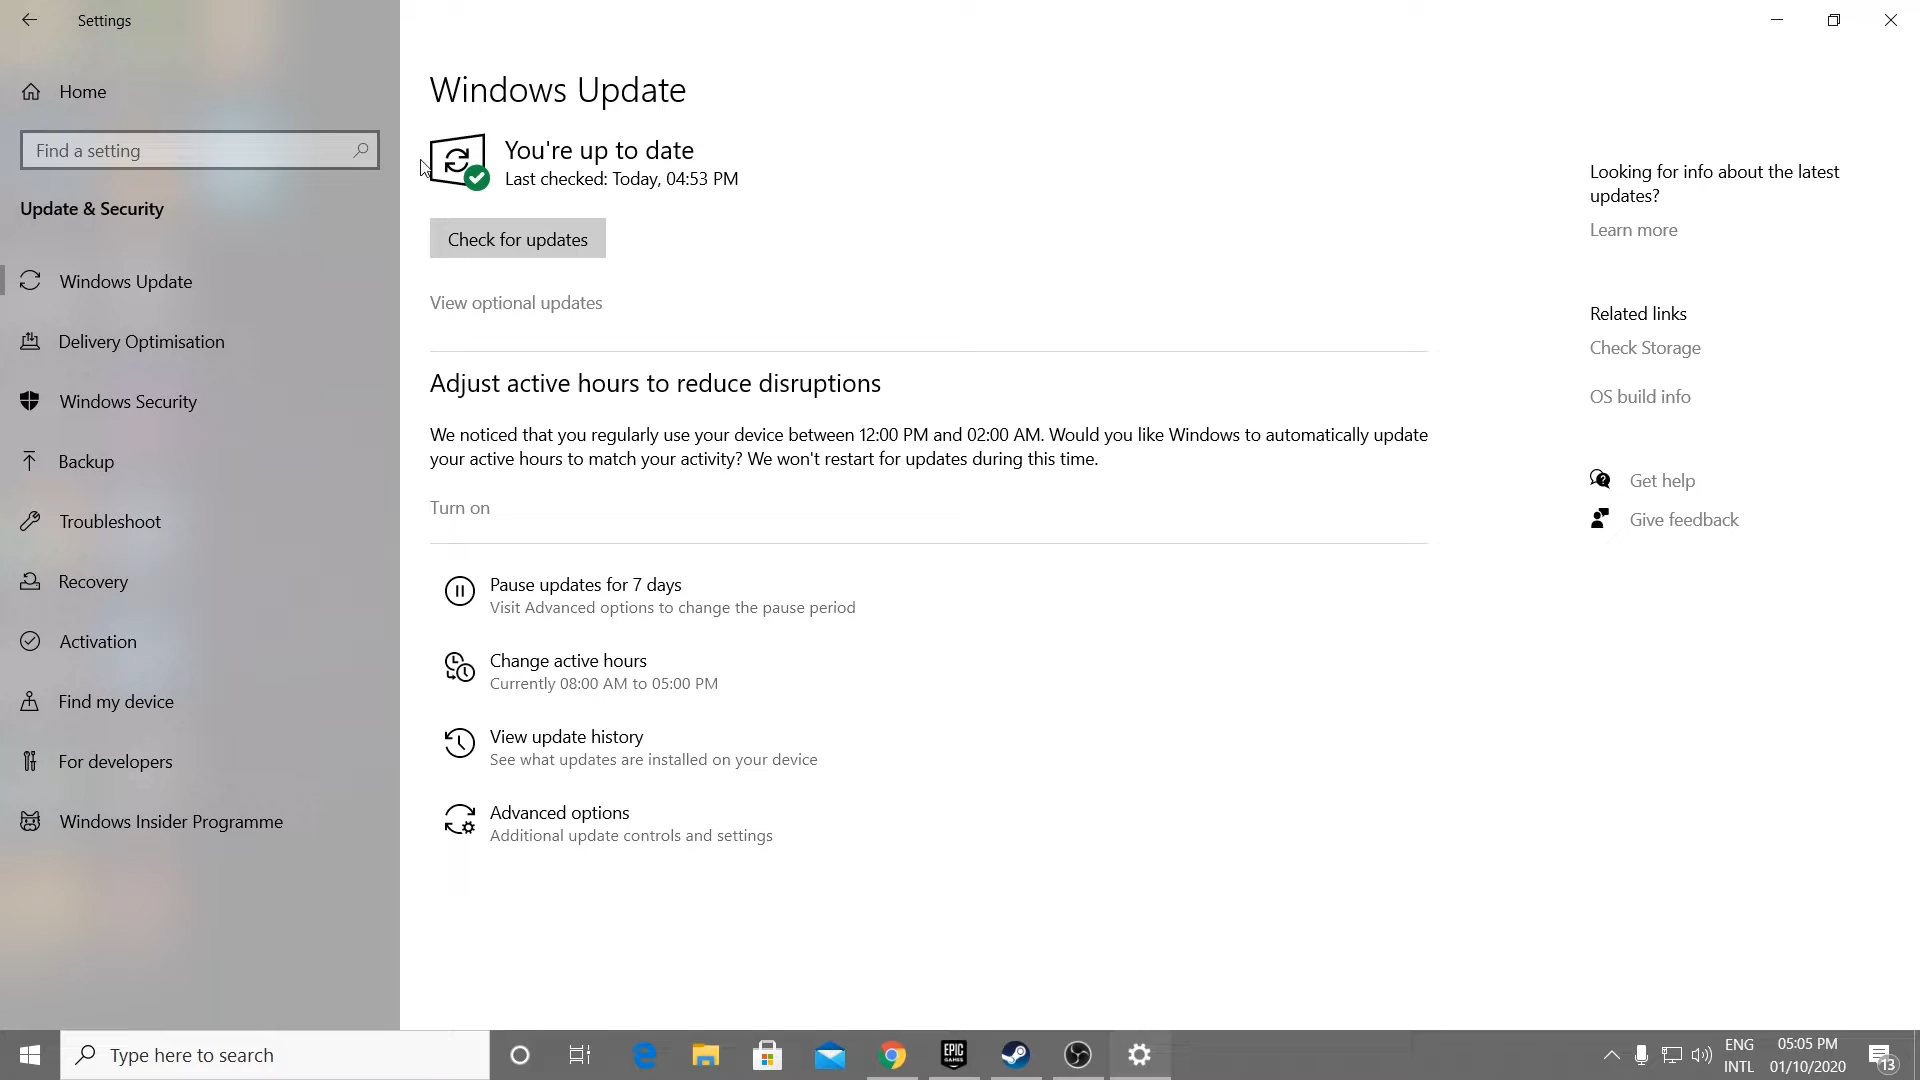 Settings
Home
Find a setting
Update & Security
Windows Update
Delivery Optimisation
Windows Security
Backup
Troubleshoot
Recovery
Activation
Find my device
For developers
Windows Insider Programme
Windows Update
You're up to date
Last checked: Today, 04:53 PM
Check for updates
View optional updates
Adjust active hours to reduce disruptions
We noticed that you regularly use your device between 12:00 PM and 02:00 AM. Would you like Windows to automatically update
your active hours to match your activity? We won't restart for updates during this time.
Turn on
Pause updates for 7 days
Visit Advanced options to change the pause period
Change active hours
Currently 08:00 AM to 05:00 PM
View update history
See what updates are installed on your device
Advanced options
Additional update controls and settings
Looking for info about the latest
updates?
Learn more
Related links
Check Storage
OS build info
Get help
Give feedback
Type here to search
EPIC
GAMES
ENG
INTL
05:05 PM
01/10/2020
13